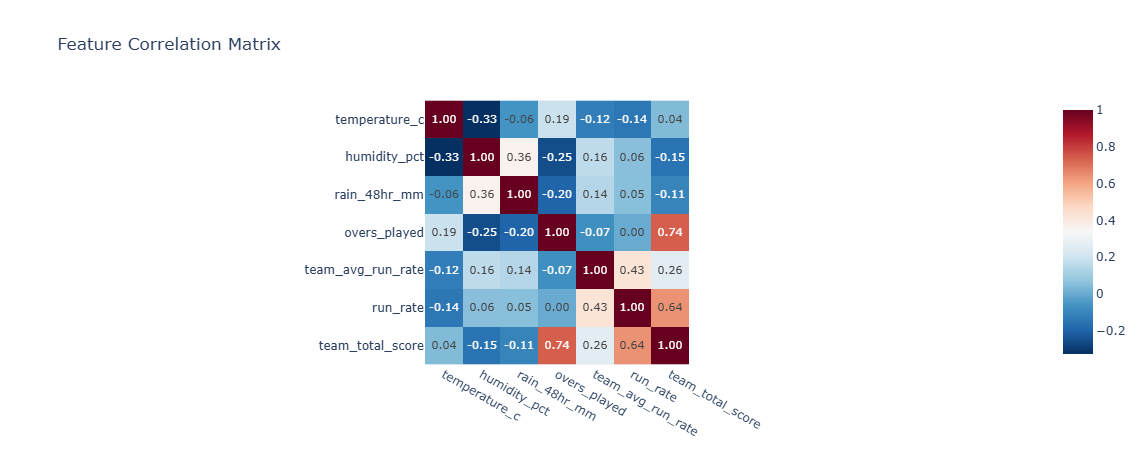 Feature Correlation Matrix
temperature_c 1.00 -0.33 -0.06 0.19 -0.12 -0.14 0.04
humidity_pct -0.33 1.00 0.36 -0.25 0.16 0.06 -0.15
rain_48hr_mm -0.06 0.36 1.00 -0.20 0.14 0.05 -0.11
overs_played 0.19 -0.25 -0.20 1.00 -0.07 0.00 0.74
team_avg_run_rate -0.12 0.16 0.14 -0.07 1.00 0.43 0.26
run_rate -0.14 0.06 0.05 0.00 0.43 1.00 0.64
team_total_score 0.04 -0.15 -0.11 0.74 0.26 0.64 1.00
temperature_c
humidity_pct
rain_48hr_mm
overs_played
team_avg_run_rate
run_rate
team_total_score
1
0.8
0.6
0.4
0.2
0
−0.2